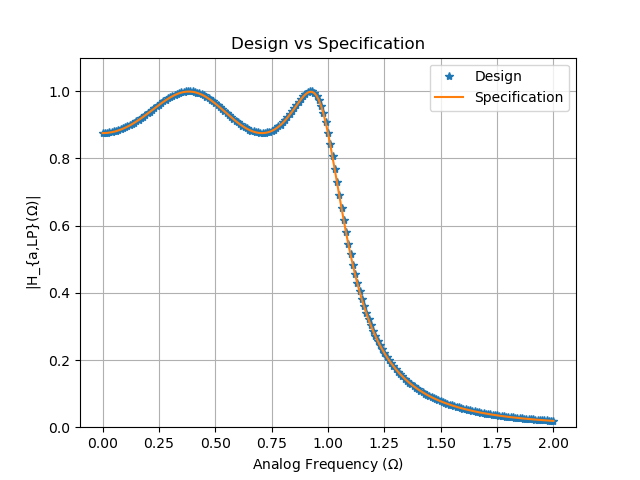 Design vs Specification
Design
Specification
|H_{a,LP}(Ω)|
1.0
0.8
0.6
0.4
0.2
0.0
0.00 0.25 0.50 0.75 1.00 1.25 1.50 1.75 2.00
Analog Frequency (Ω)